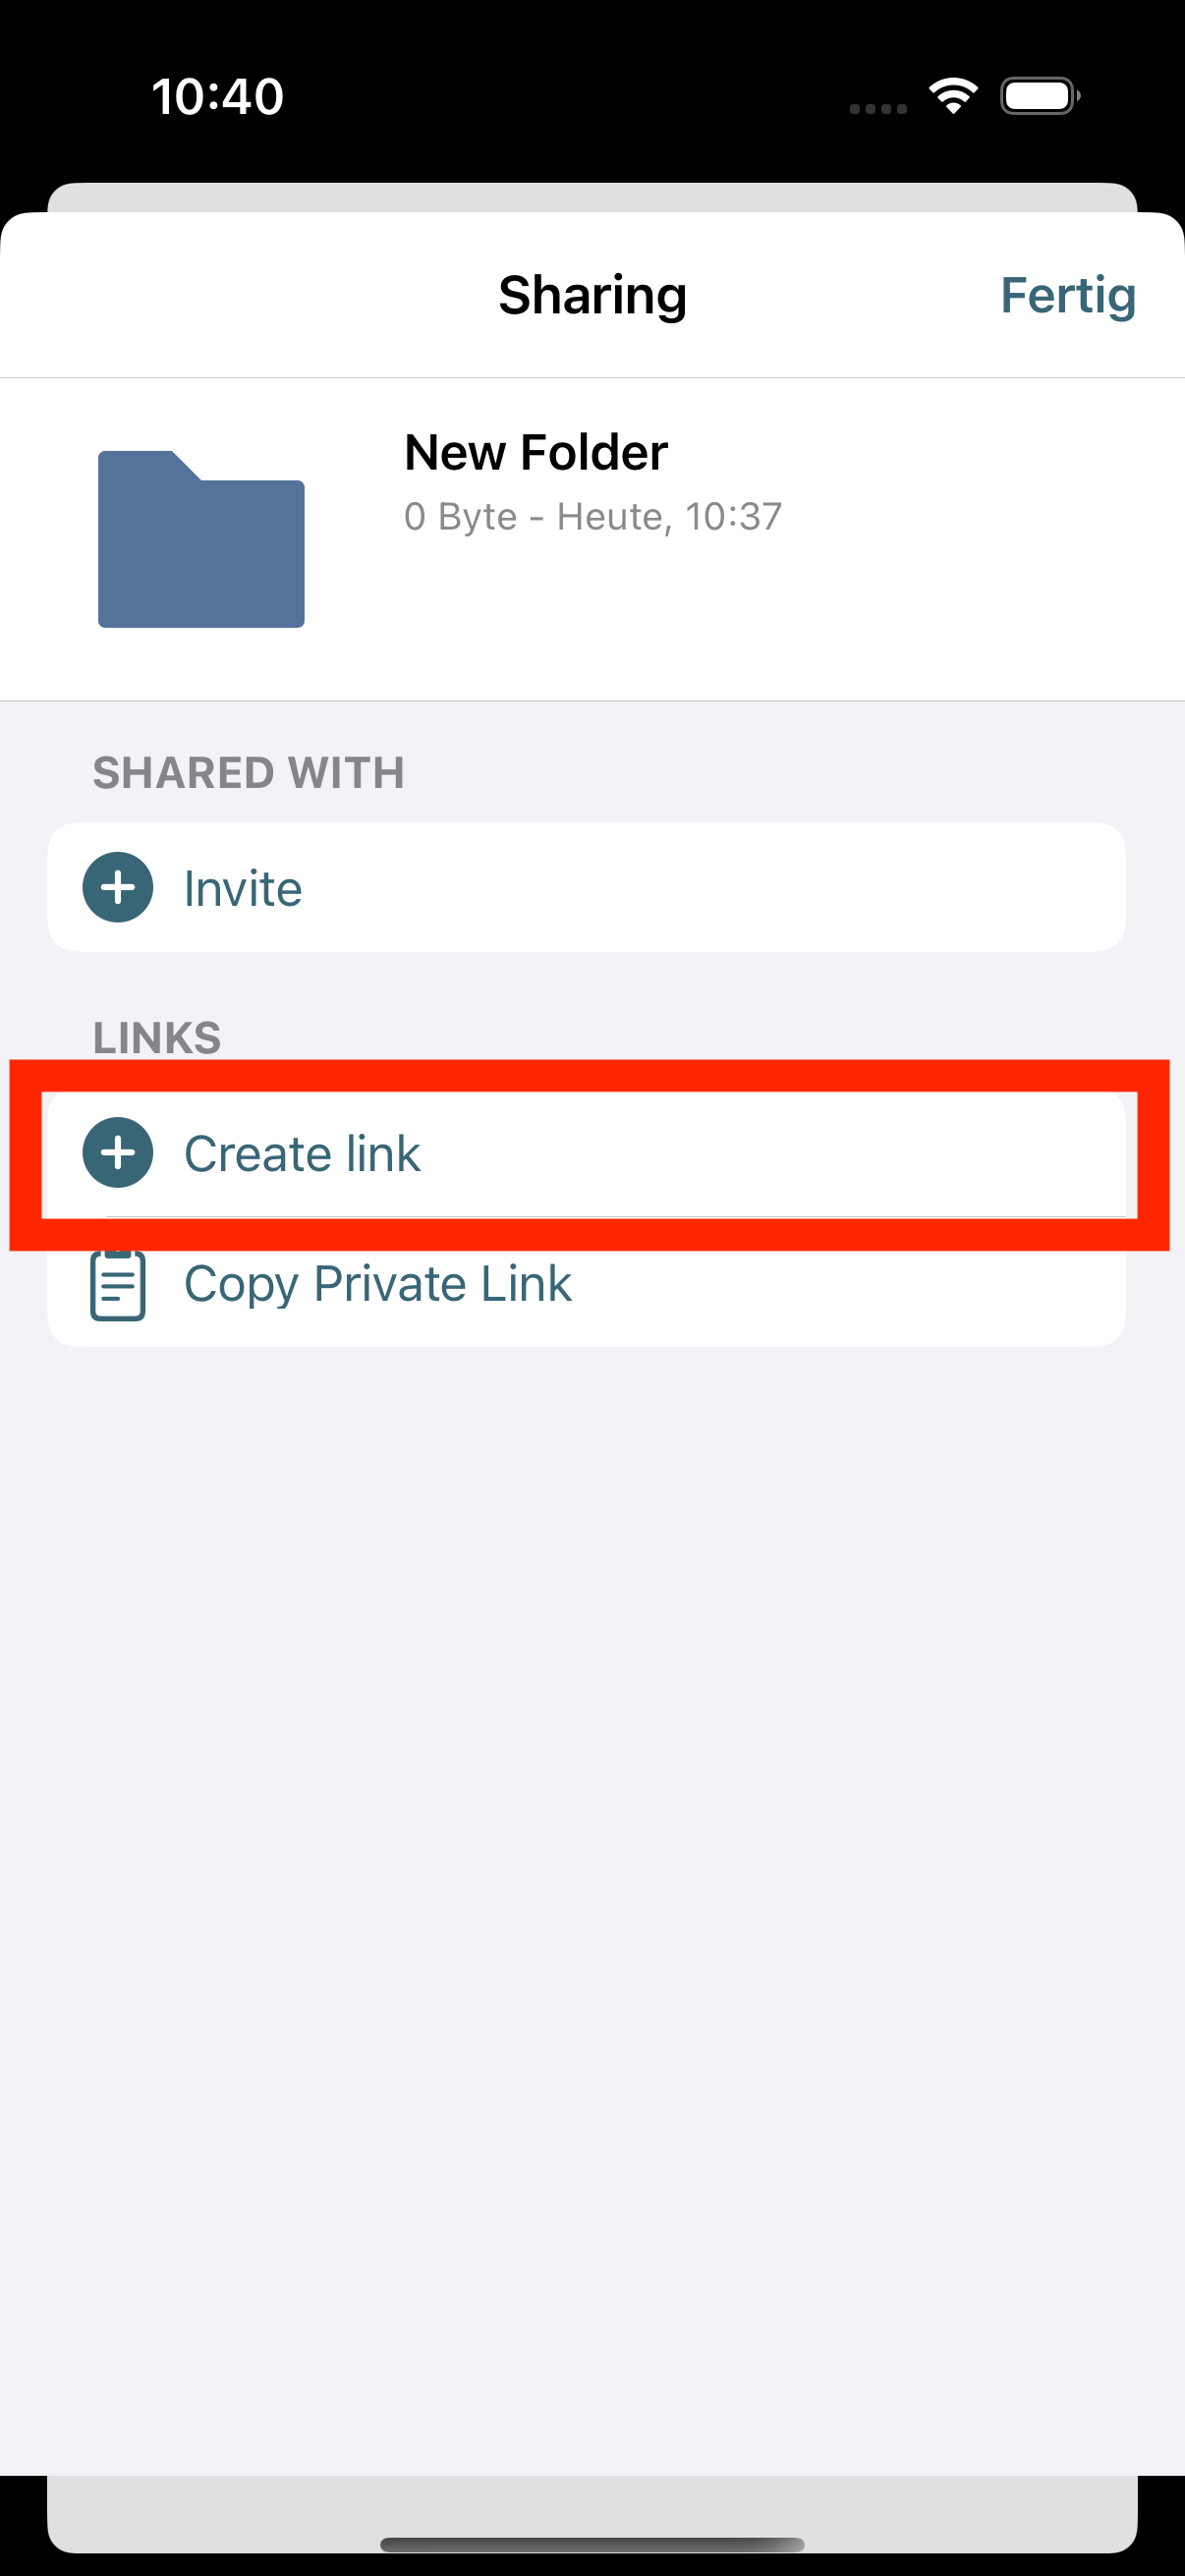 10:40
Sharing
Fertig
New Folder
0 Byte - Heute, 10:37
SHARED WITH
Invite
LINKS
Create link
Copy Private Link